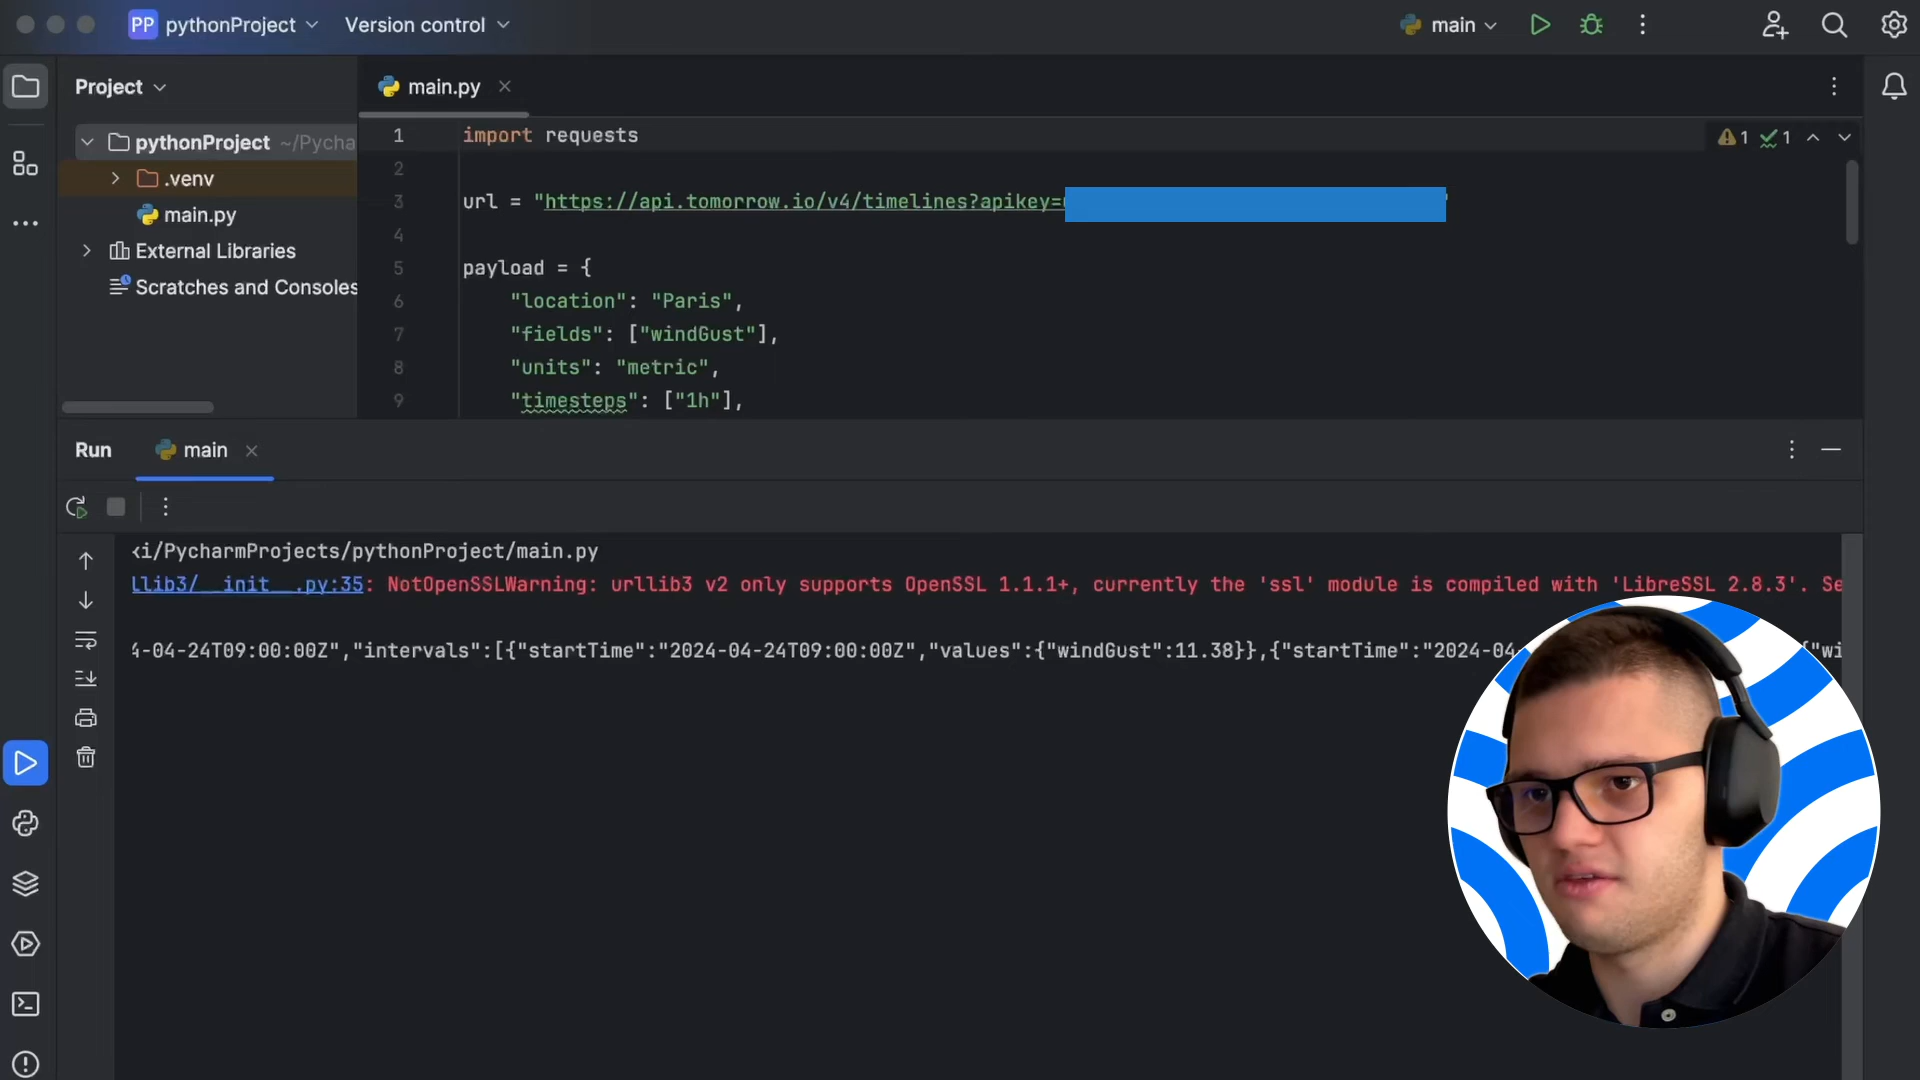 PP pythonProject Version control main
Project main.py
pythonProject ~/Pycha
.venv
main.py
External Libraries
Scratches and Consoles
1 import requests 1 1
2
3 url = "https://api.tomorrow.io/v4/timelines?apikey=
4
5 payload = {
6 "location": "Paris",
7 "fields": ["windGust"],
8 "units": "metric",
9 "timesteps": ["1h"],
Run main
ki/PycharmProjects/pythonProject/main.py
llib3/__init__.py:35: NotOpenSSLWarning: urllib3 v2 only supports OpenSSL 1.1.1+, currently the 'ssl' module is compiled with 'LibreSSL 2.8.3'. Se
4-04-24T09:00:00Z","intervals":[{"startTime":"2024-04-24T09:00:00Z","values":{"windGust":11.38}},{"startTime":"2024-04- {"wi